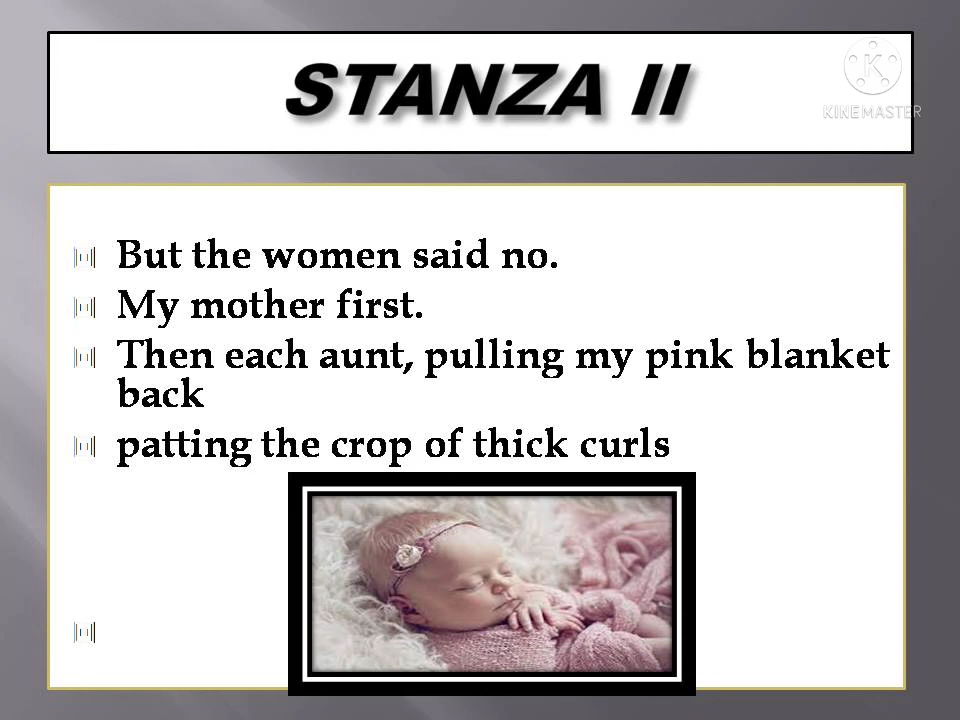 STANZA II
K
KINEMASTER
But the women said no.
My mother first.
Then each aunt, pulling my pink blanket
back
patting the crop of thick curls